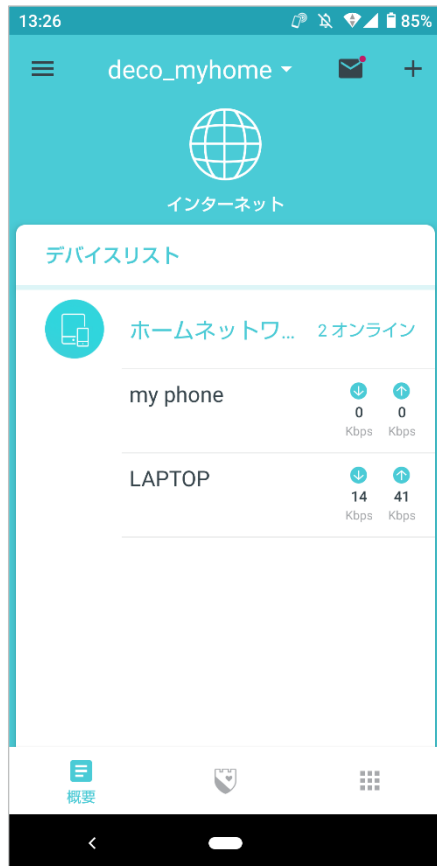 13:26 85%
deco_myhome
インターネット
デバイスリスト
ホームネットワ... 2 オンライン
my phone
0 0
Kbps Kbps
LAPTOP
14 41
Kbps Kbps
概要